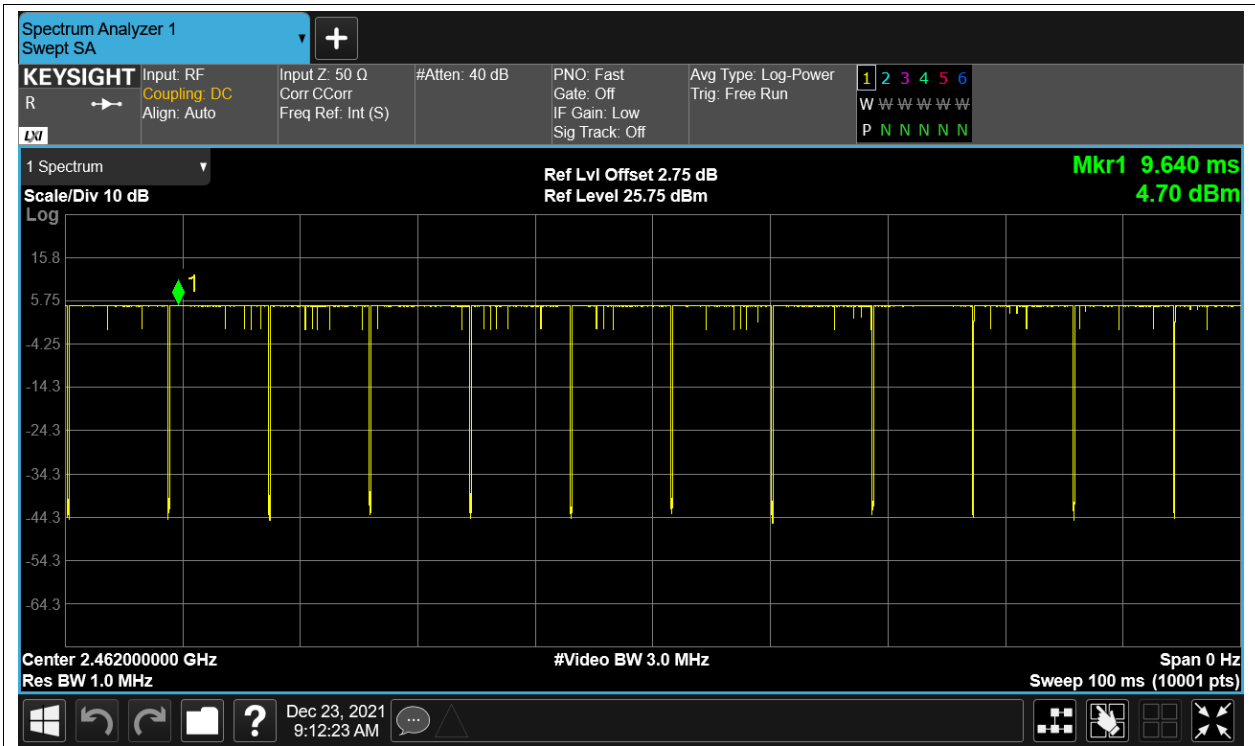 Spectrum Analyzer 1
Swept SA
KEYSIGHT
R
LXI
Input: RF
Coupling: DC
Align: Auto
Input Z: 50 Ω
Corr CCorr
Freq Ref: Int (S)
#Atten: 40 dB
PNO: Fast
Gate: Off
IF Gain: Low
Sig Track: Off
Avg Type: Log-Power
Trig: Free Run
1 2 3 4 5 6
W W W W W W
P N N N N N
1 Spectrum
Scale/Div 10 dB
Ref Lvl Offset 2.75 dB
Ref Level 25.75 dBm
Mkr1 9.640 ms
4.70 dBm
Log
15.8
5.75
-4.25
-14.3
-24.3
-34.3
-44.3
-54.3
-64.3
1
Center 2.462000000 GHz
#Video BW 3.0 MHz
Span 0 Hz
Res BW 1.0 MHz
Sweep 100 ms (10001 pts)
?
Dec 23, 2021
9:12:23 AM